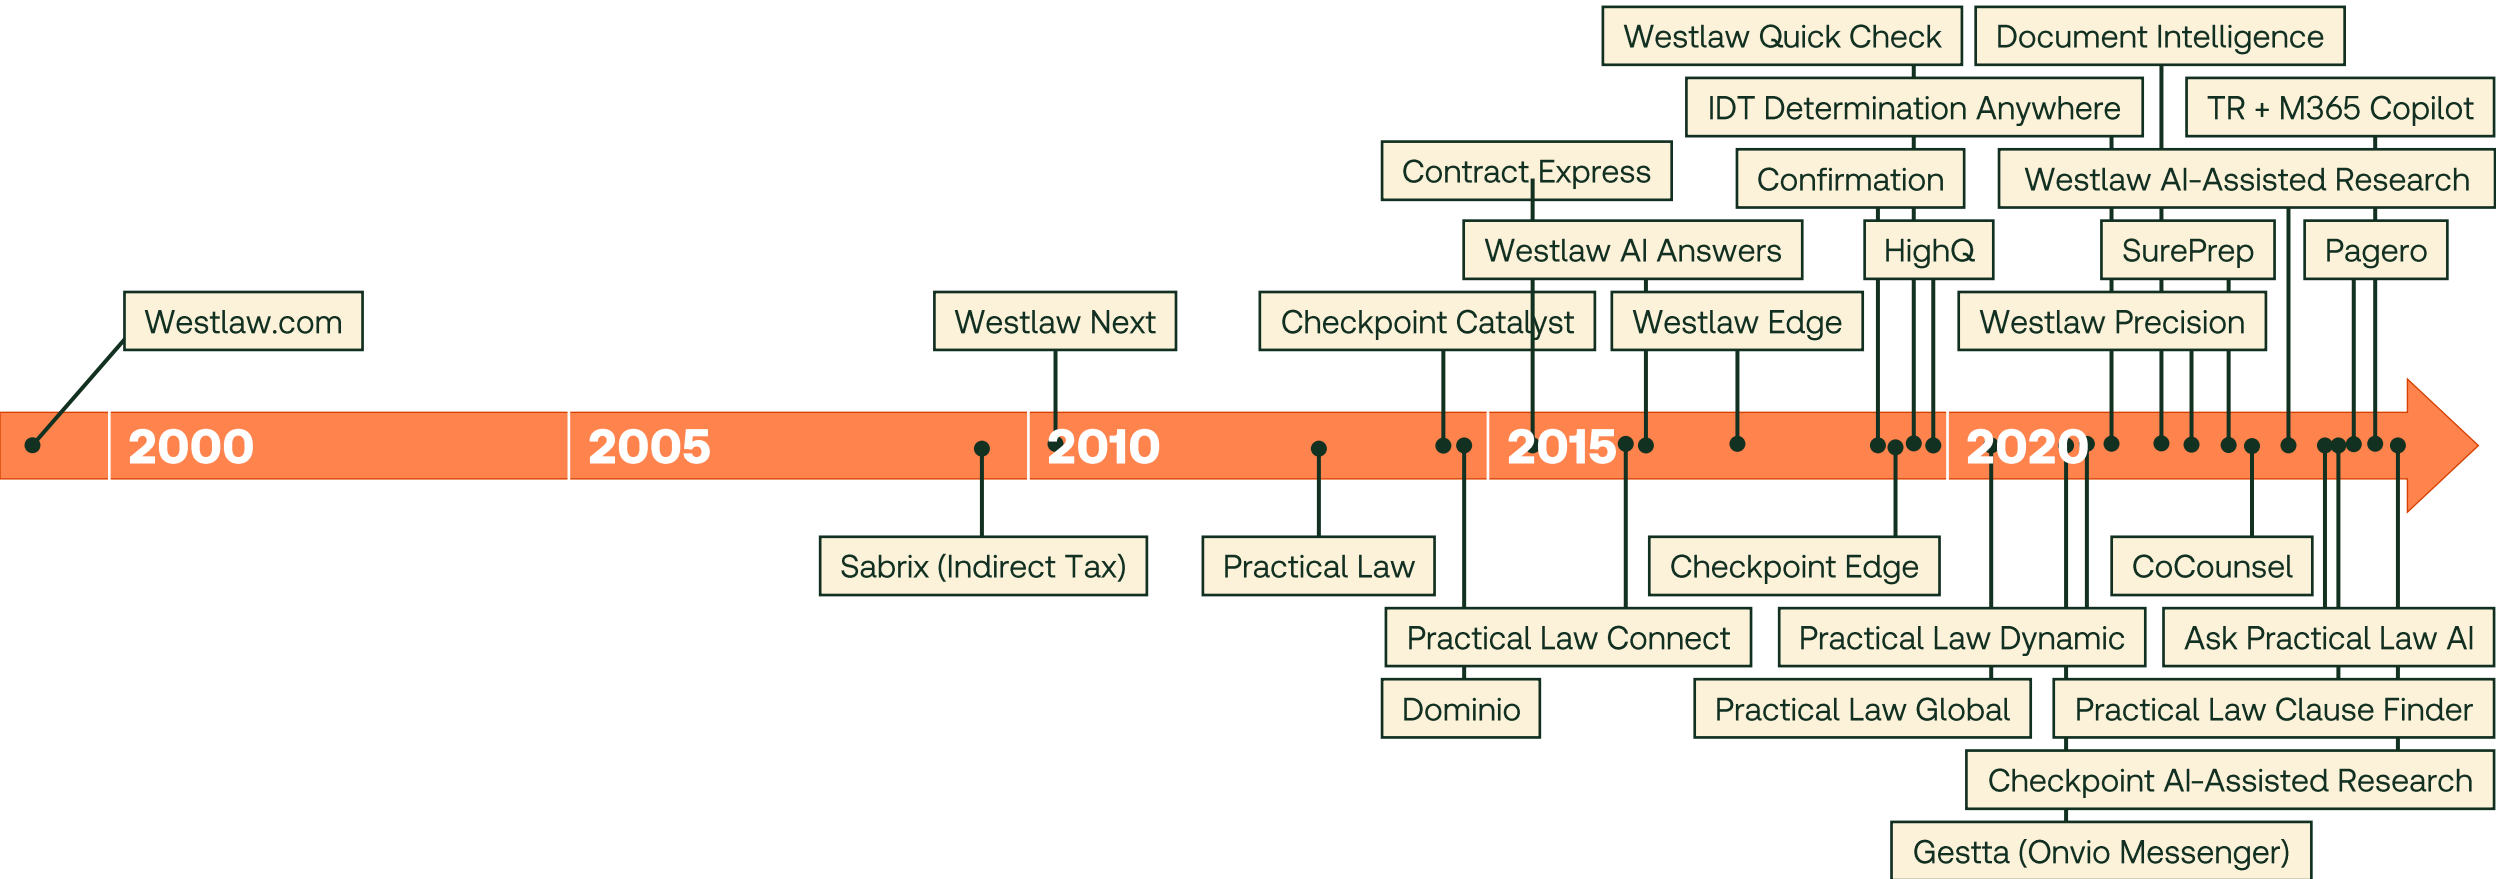 Westlaw Quick Check
Document Intelligence
IDT Determination Anywhere
TR + M365 Copilot
Contract Express
Confirmation
Westlaw AI-Assisted Research
Westlaw AI Answers
HighQ
SurePrep
Pagero
Westlaw.com
Westlaw Next
Checkpoint Catalyst
Westlaw Edge
Westlaw Precision
2000
2005
2010
2015
2020
Sabrix (Indirect Tax)
Practical Law
Checkpoint Edge
CoCounsel
Practical Law Connect
Practical Law Dynamic
Ask Practical Law AI
Dominio
Practical Law Global
Practical Law Clause Finder
Checkpoint AI-Assisted Research
Gestta (Onvio Messenger)